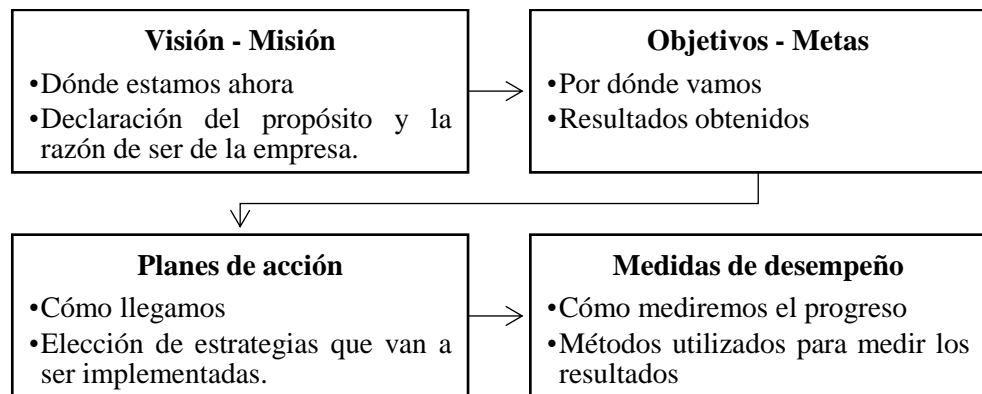 Visión - Misión
•Dónde estamos ahora
•Declaración del propósito y la
razón de ser de la empresa.
Objetivos - Metas
•Por dónde vamos
•Resultados obtenidos
Planes de acción
•Cómo llegamos
•Elección de estrategias que van a
ser implementadas.
Medidas de desempeño
•Cómo mediremos el progreso
•Métodos utilizados para medir los
resultados